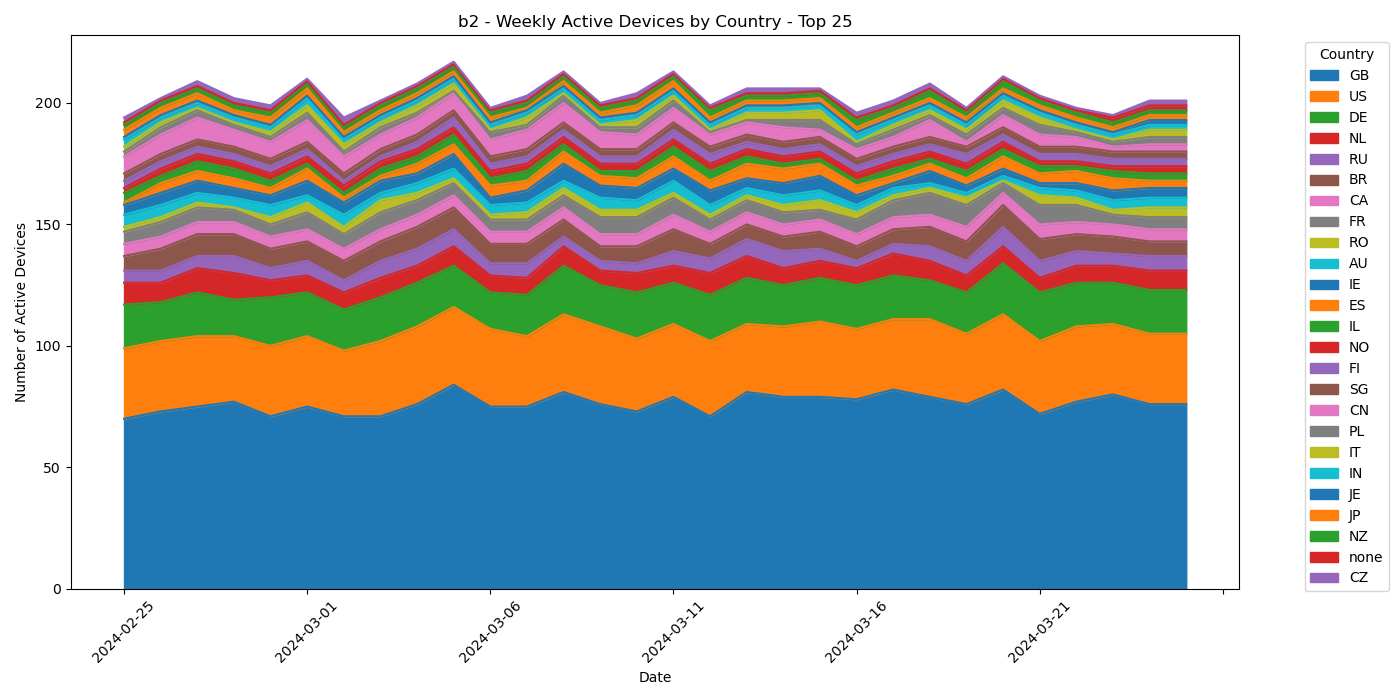 b2 - Weekly Active Devices by Country - Top 25
Number of Active Devices
200
150
100
50
0
2024-02-25
2024-03-01
2024-03-06
2024-03-11
2024-03-16
2024-03-21
Date
Country
GB
US
DE
NL
RU
BR
CA
FR
RO
AU
IE
ES
IL
NO
FI
SG
CN
PL
IT
IN
JE
JP
NZ
none
CZ